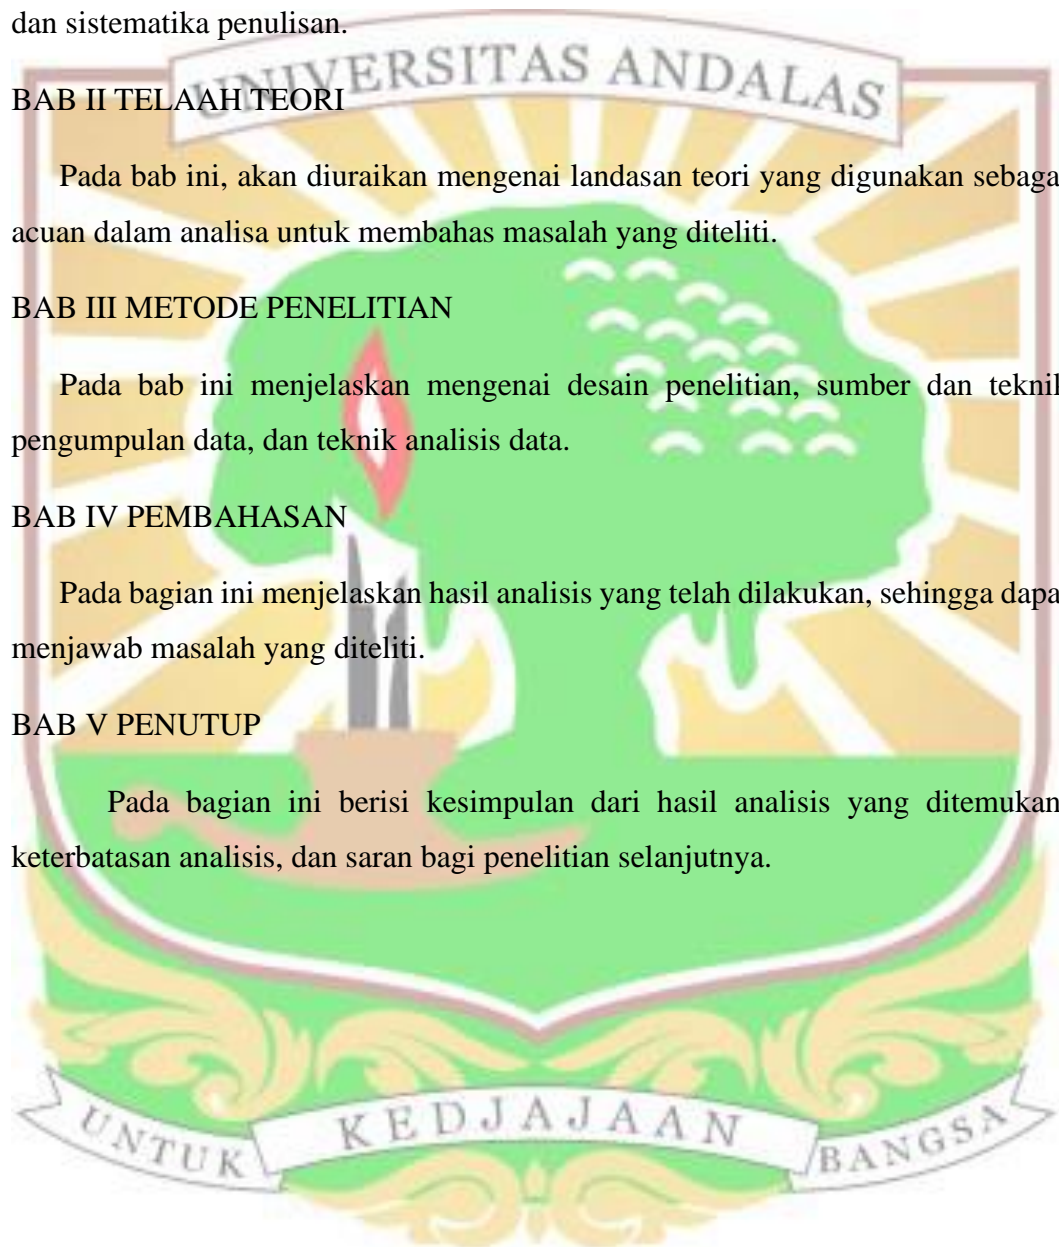 dan sistematika penulisan.
UNIVERSITAS ANDALAS
BAB II TELAAH TEORI
Pada bab ini, akan diuraikan mengenai landasan teori yang digunakan sebaga
acuan dalam analisa untuk membahas masalah yang diteliti.
BAB III METODE PENELITIAN
Pada bab ini menjelaskan mengenai desain penelitian, sumber dan teknik
pengumpulan data, dan teknik analisis data.
BAB IV PEMBAHASAN
Pada bagian ini menjelaskan hasil analisis yang telah dilakukan, sehingga dapa
menjawab masalah yang diteliti.
BAB V PENUTUP
Pada bagian ini berisi kesimpulan dari hasil analisis yang ditemukan
keterbatasan analisis, dan saran bagi penelitian selanjutnya.
UNTUK KEDJAJAAN BANGSA